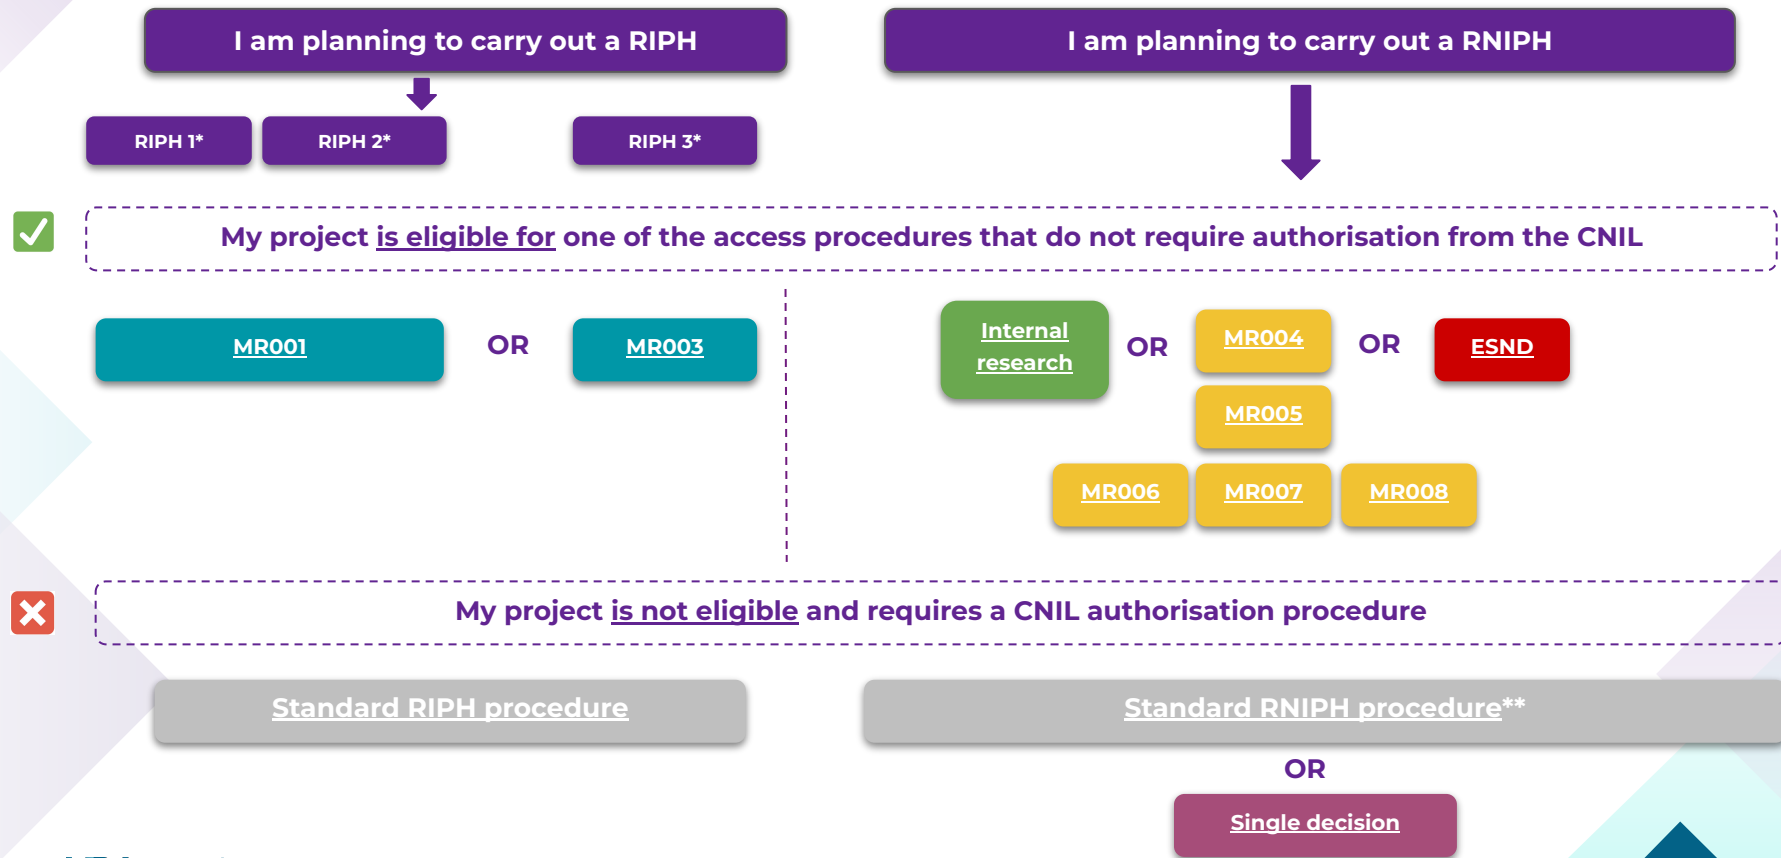 I am planning to carry out a RIPH
I am planning to carry out a RNIPH
RIPH 1*
RIPH 2*
RIPH 3*
My project is eligible for one of the access procedures that do not require authorisation from the CNIL
MR001
OR
MR003
Internal
research
OR
MR004
OR
ESND
MR005
MR006
MR007
MR008
My project is not eligible and requires a CNIL authorisation procedure
Standard RIPH procedure
Standard RNIPH procedure**
OR
Single decision